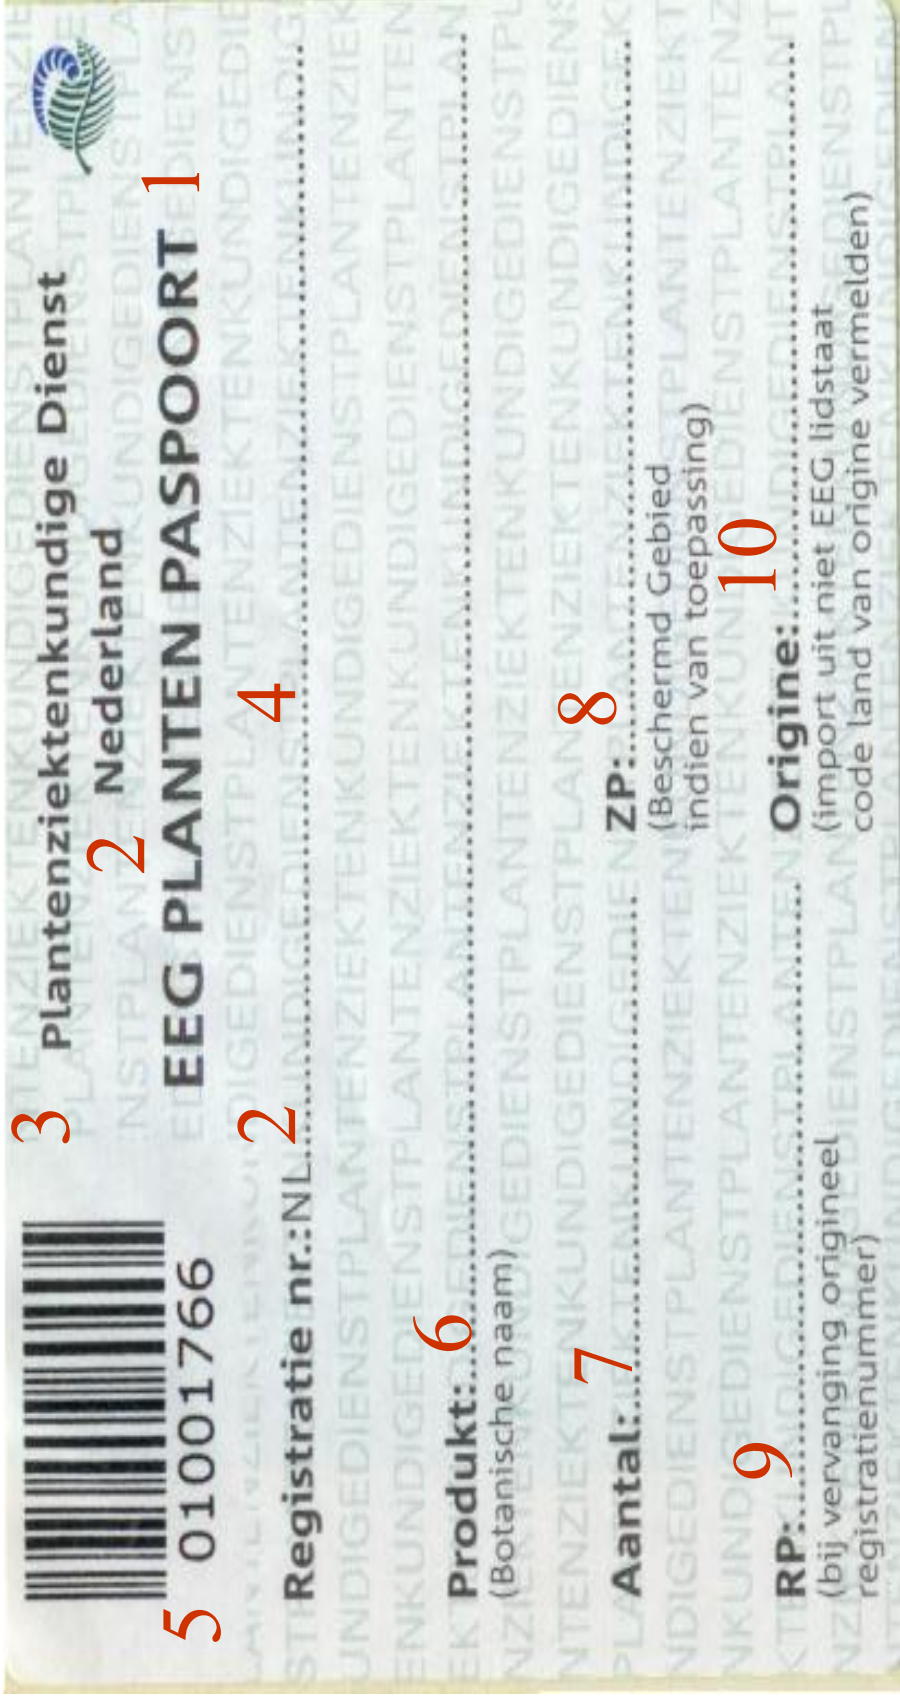 3 Plantenziektenkundige Dienst
2 Nederland
EEG PLANTEN PASPOORT 1
5 010001766
Registratie nr.:NL 2 4
Produkt: 6
(Botanische naam)
Aantal: 7
ZP: 8
(Beschermd Gebied
indien van toepassing)
RP: 9
(bij vervanging origineel
registratienummer)
Origine: 10
(import uit niet EEG lidstaat
code land van origine vermelden)